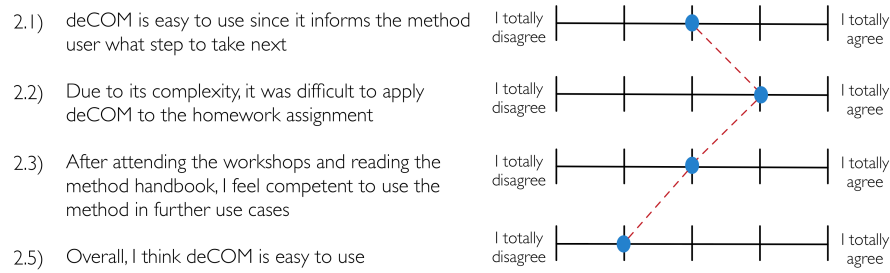 2.1) deCOM is easy to use since it informs the method
user what step to take next
I totally
disagree
I totally
agree
2.2) Due to its complexity, it was difficult to apply
deCOM to the homework assignment
I totally
disagree
I totally
agree
2.3) After attending the workshops and reading the
method handbook, I feel competent to use the
method in further use cases
I totally
disagree
I totally
agree
2.5) Overall, I think deCOM is easy to use
I totally
disagree
I totally
agree